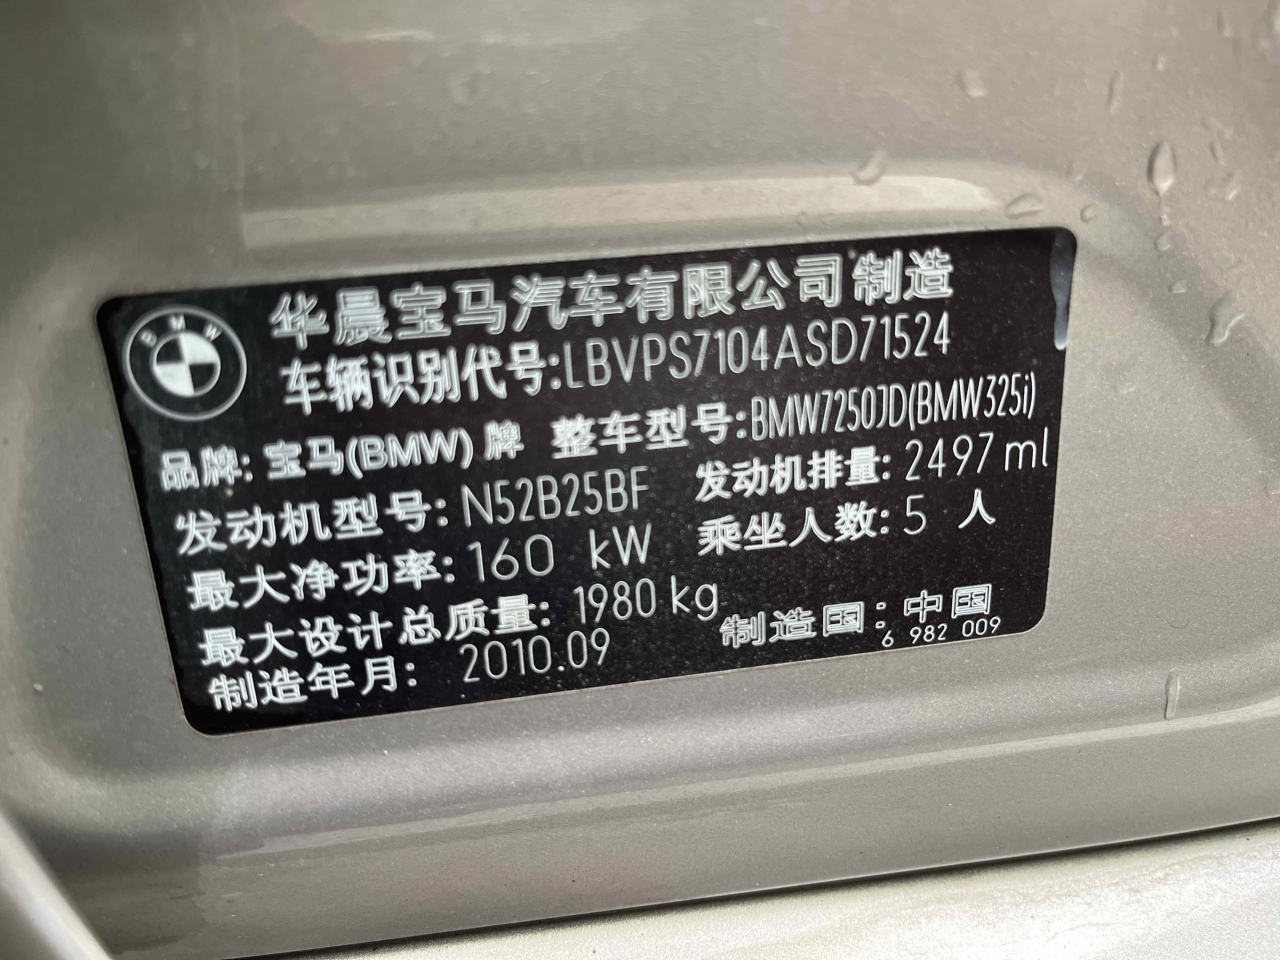 BMW
华晨宝马汽车有限公司制造
车辆识别代号:LBVPS7104ASD71524
品牌: 宝马(BMW) 牌 整车型号:BMW7250JD(BMW325i)
发动机型号: N52B25BF 发动机排量: 2497 ml
最大净功率: 160 kW 乘坐人数: 5 人
最大设计总质量: 1980 kg
制造年月: 2010.09 制造国: 中国
6 982 009